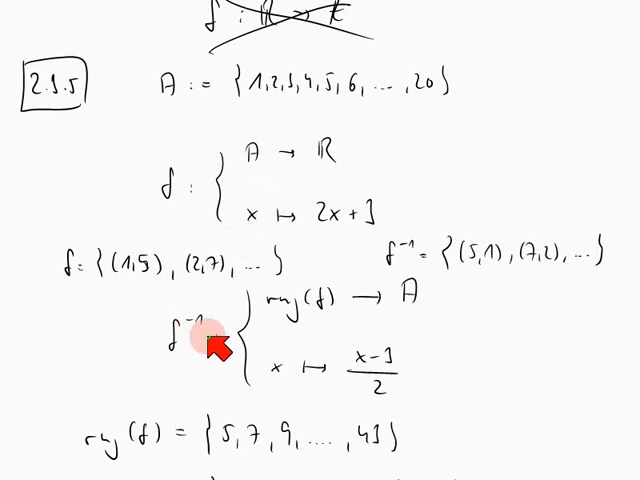 f : ℝ → ℝ
2.3.5 A := {1,2,3,4,5,6, ... ,20}
f : { A → ℝ
x ↦ 2x+3
f = {(1,5), (2,7), ...} f⁻¹ = {(5,1), (7,2), ...}
f⁻¹ : { rng(f) → A
x ↦ (x-3)/2
rng(f) = {5, 7, 9, ...., 43}